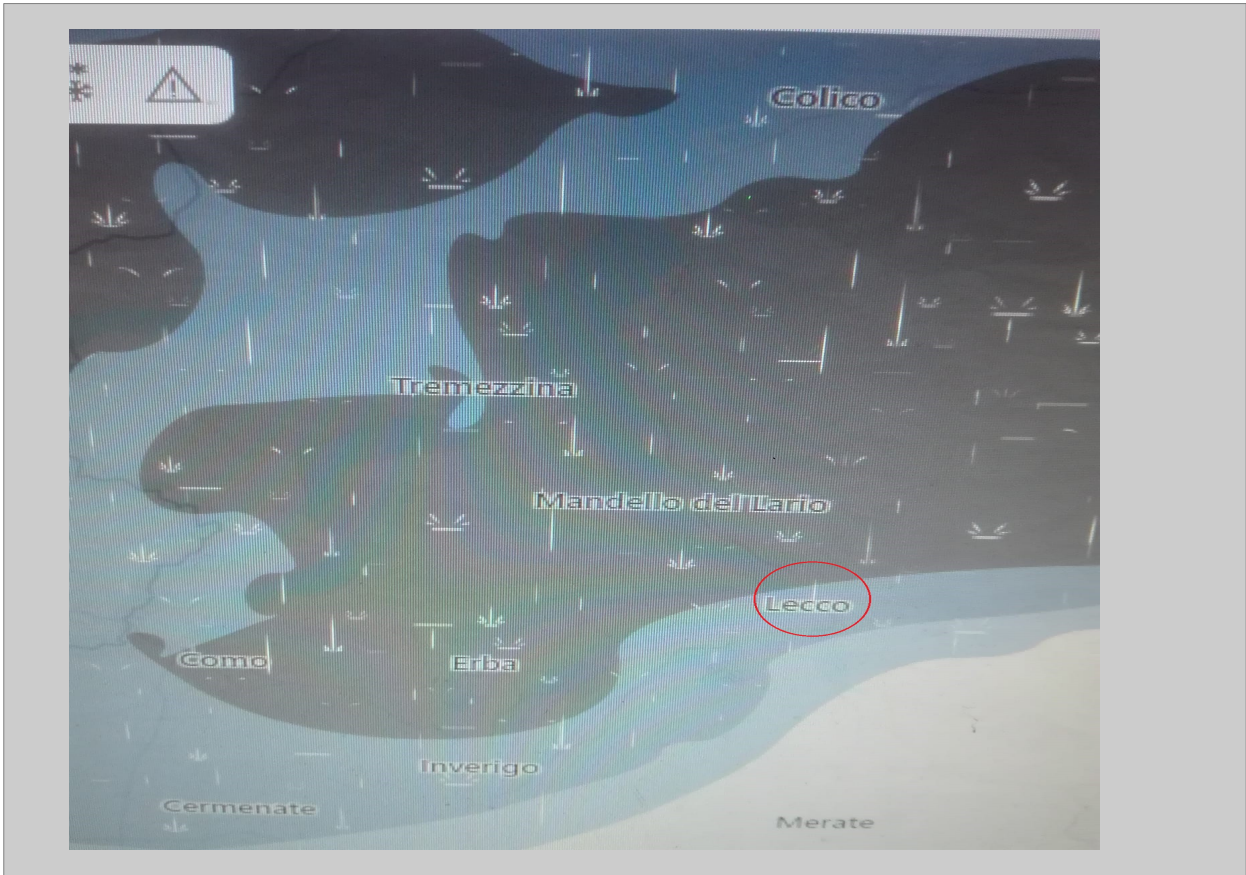 Colico
Tremezzina
Mandello del Lario
Lecco
Como
Erba
Inverigo
Cermenate
Merate